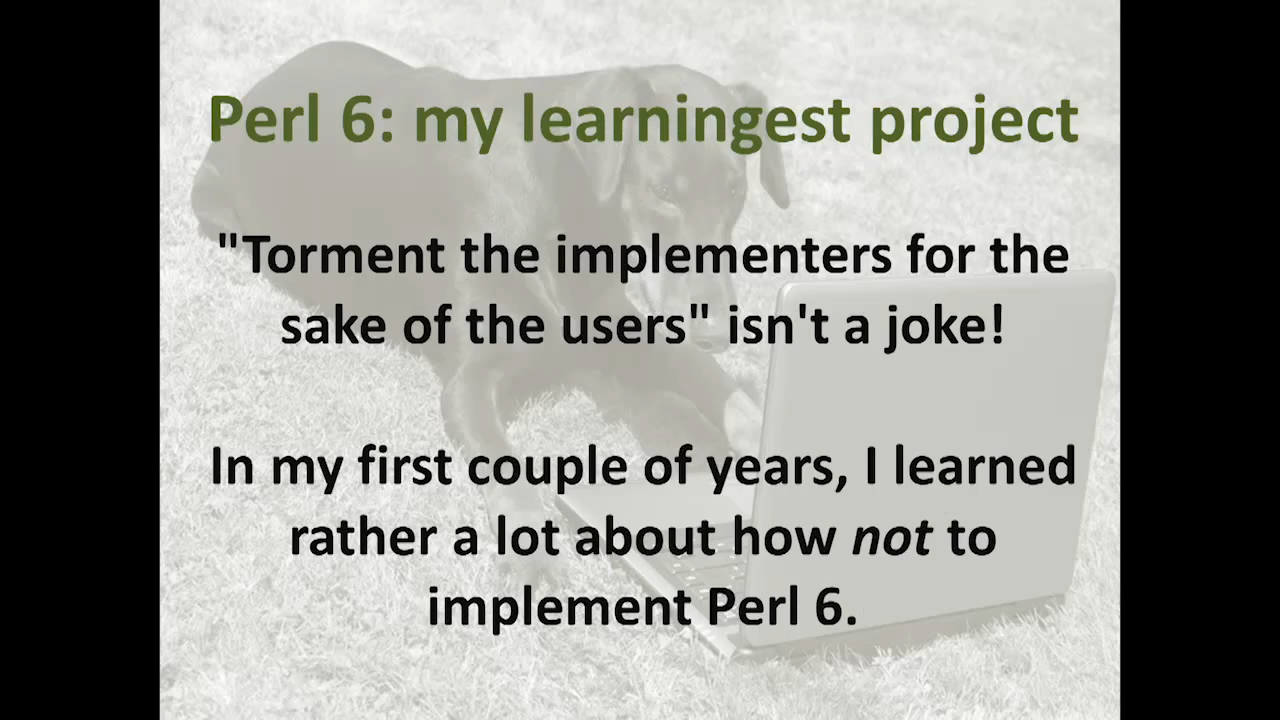 Perl 6: my learningest project
"Torment the implementers for the
sake of the users" isn't a joke!
In my first couple of years, I learned
rather a lot about how not to
implement Perl 6.